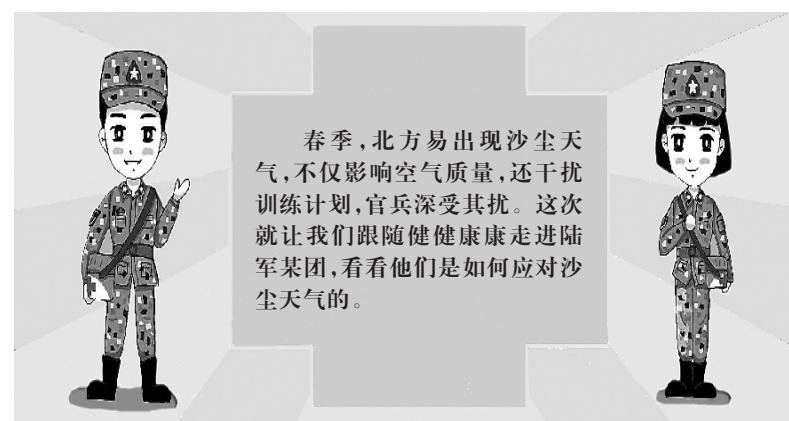 春季,北方易出现沙尘天
气,不仅影响空气质量,还干扰
训练计划,官兵深受其扰。这次
就让我们跟随健健康康走进陆
军某团,看看他们是如何应对沙
尘天气的。